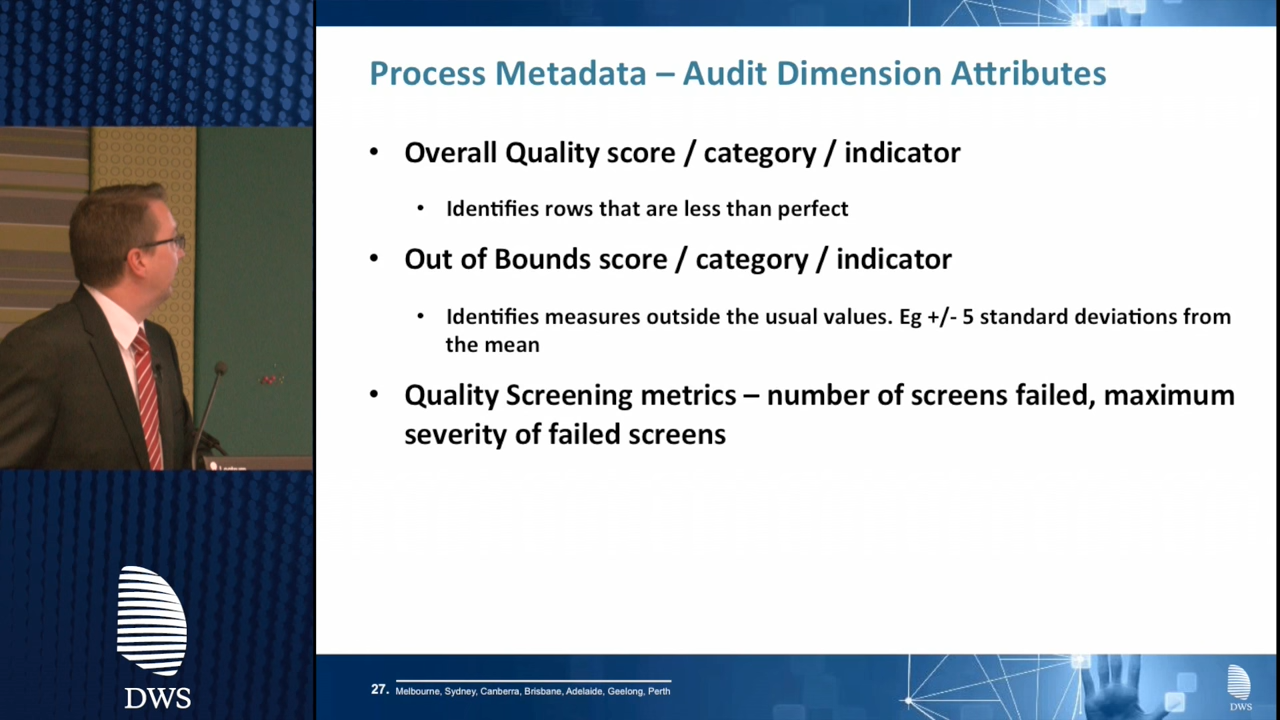 Process Metadata – Audit Dimension Attributes
• Overall Quality score / category / indicator
• Identifies rows that are less than perfect
• Out of Bounds score / category / indicator
• Identifies measures outside the usual values. Eg +/- 5 standard deviations from
the mean
• Quality Screening metrics – number of screens failed, maximum
severity of failed screens
DWS
27. Melbourne, Sydney, Canberra, Brisbane, Adelaide, Geelong, Perth
DWS